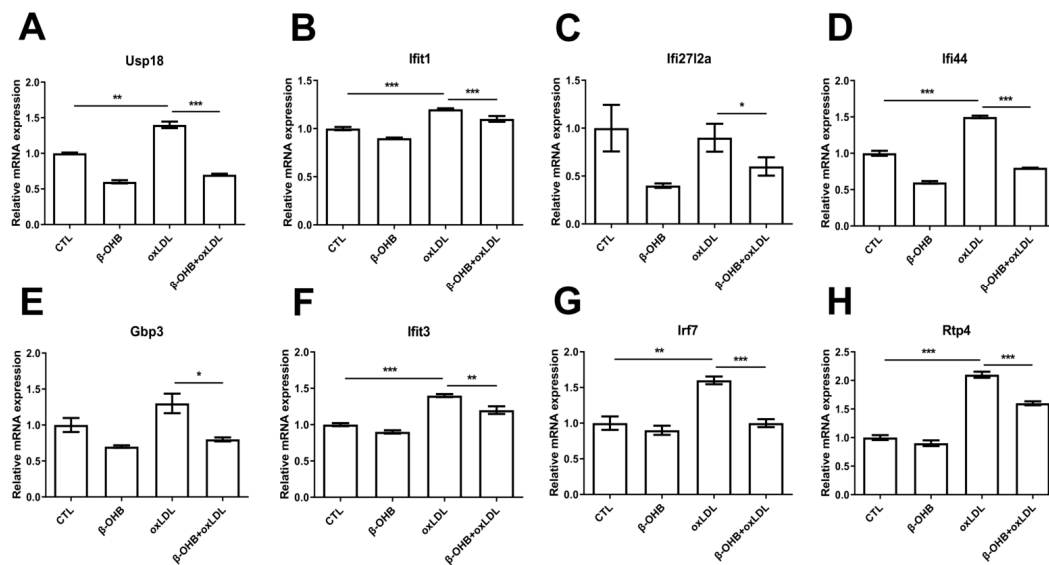 A
Usp18
Relative mRNA expression
2.0
1.5
1.0
0.5
0.0
**
***
CTL
β-OHB
oxLDL
β-OHB+oxLDL
B
Ifit1
Relative mRNA expression
1.5
1.0
0.5
0.0
***
***
CTL
β-OHB
oxLDL
β-OHB+oxLDL
C
Ifi27l2a
Relative mRNA expression
1.5
1.0
0.5
0.0
*
CTL
β-OHB
oxLDL
β-OHB+oxLDL
D
Ifi44
Relative mRNA expression
2.0
1.5
1.0
0.5
0.0
***
***
CTL
β-OHB
oxLDL
β-OHB+oxLDL
E
Gbp3
Relative mRNA expression
2.0
1.5
1.0
0.5
0.0
*
CTL
β-OHB
oxLDL
β-OHB+oxLDL
F
Ifit3
Relative mRNA expression
2.0
1.5
1.0
0.5
0.0
***
**
CTL
β-OHB
oxLDL
β-OHB+oxLDL
G
Irf7
Relative mRNA expression
2.0
1.5
1.0
0.5
0.0
**
***
CTL
β-OHB
oxLDL
β-OHB+oxLDL
H
Rtp4
Relative mRNA expression
2.5
2.0
1.5
1.0
0.5
0.0
***
***
CTL
β-OHB
oxLDL
β-OHB+oxLDL